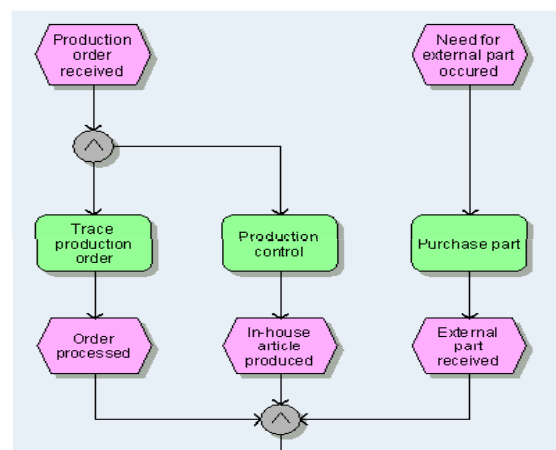 Production
order
received
Need for
external part
occured
Trace
production
order
Production
control
Purchase part
Order
processed
In-house
article
produced
External
part
received